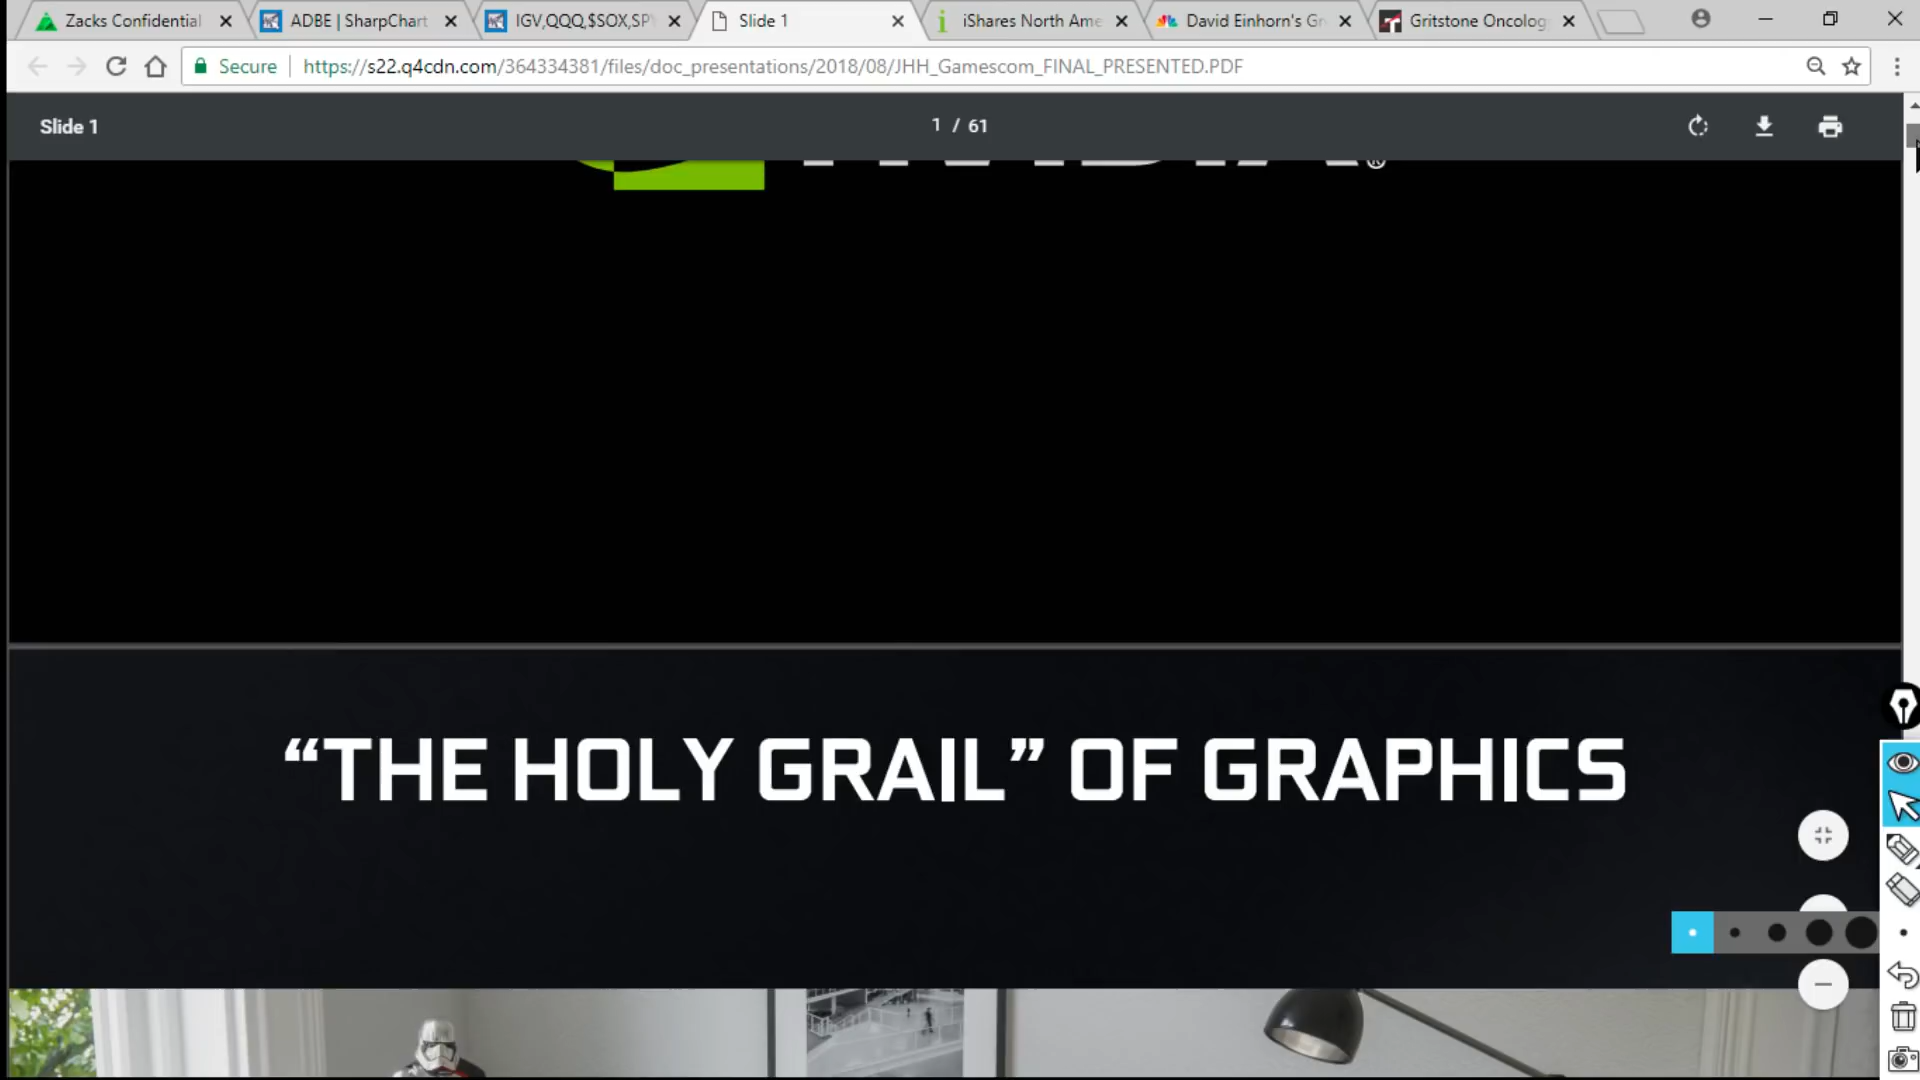 Zacks Confidential
ADBE | SharpChart
IGV,QQQ,$SOX,SP
Slide 1
iShares North Ame
David Einhorn's Gr
Gritstone Oncolog
Secure
https://s22.q4cdn.com/364334381/files/doc_presentations/2018/08/JHH_Gamescom_FINAL_PRESENTED.PDF
Slide 1
1 / 61
“THE HOLY GRAIL” OF GRAPHICS